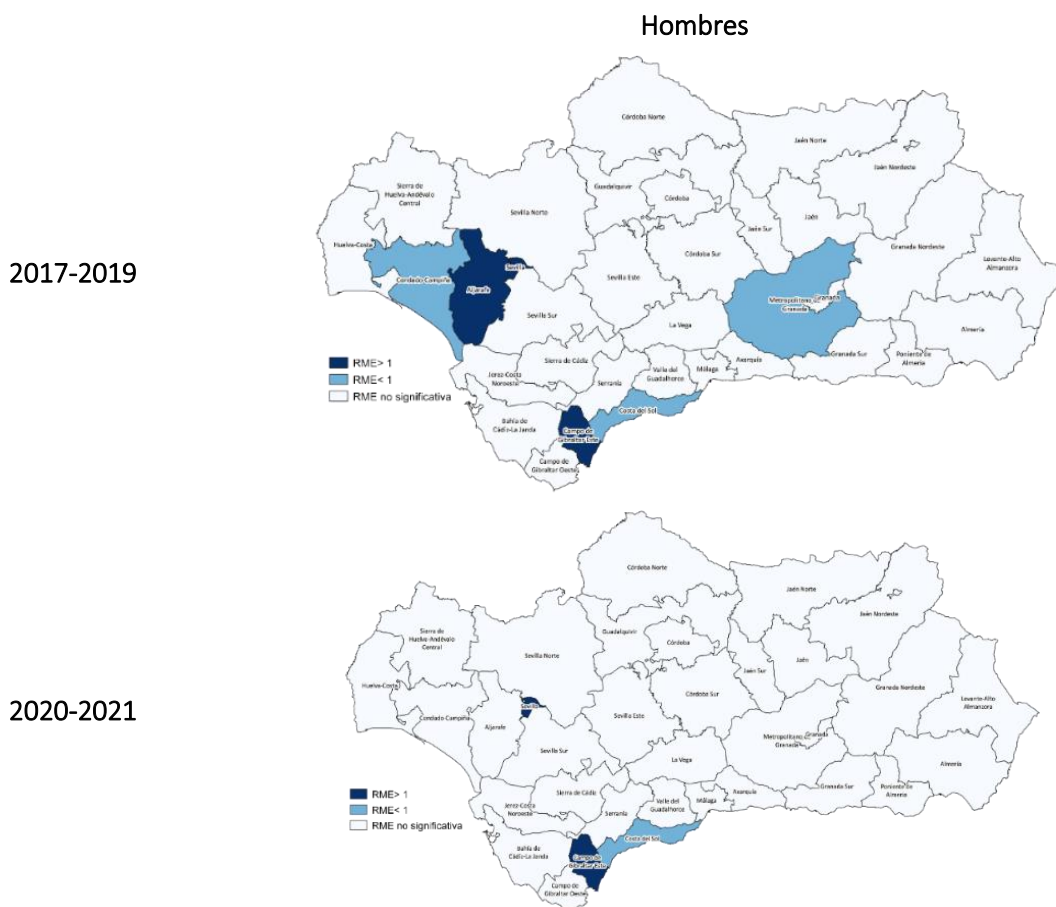 Hombres
2017-2019
Córdoba Norte
Jaén Norte
Jaén Nordeste
Sierra de
Huelva-Andévalo
Central
Guadalquivir
Córdoba
Sevilla Norte
Jaén
Jaén Sur
Huelva-Costa
Granada Nordeste
Levante-Alto
Almanzora
Córdoba Sur
Sevilla
Sevilla Este
Condado-Campiña
Aljarafe
Metropolitano de
Granada
Granada
Sevilla Sur
La Vega
Almería
Granada Sur
Poniente de
Almería
Sierra de Cádiz
Axarquía
Málaga
Valle del
Guadalhorce
Serranía
Jerez-Costa
Noroeste
Costa del Sol
Bahía de
Cádiz-La Janda
Campo de
Gibraltar Este
Campo de
Gibraltar Oeste
RME> 1
RME< 1
RME no significativa
2020-2021
Córdoba Norte
Jaén Norte
Jaén Nordeste
Sierra de
Huelva-Andévalo
Central
Guadalquivir
Córdoba
Sevilla Norte
Jaén
Jaén Sur
Huelva-Costa
Granada Nordeste
Levante-Alto
Almanzora
Córdoba Sur
Sevilla
Sevilla Este
Condado-Campiña
Aljarafe
Metropolitano de
Granada
Granada
Sevilla Sur
La Vega
Almería
Granada Sur
Poniente de
Almería
Sierra de Cádiz
Axarquía
Málaga
Valle del
Guadalhorce
Serranía
Jerez-Costa
Noroeste
Costa del Sol
Bahía de
Cádiz-La Janda
Campo de
Gibraltar Este
Campo de
Gibraltar Oeste
RME> 1
RME< 1
RME no significativa